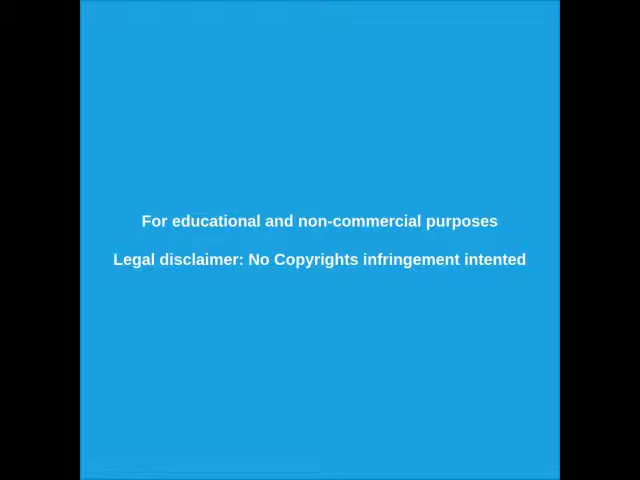 For educational and non-commercial purposes
Legal disclaimer: No Copyrights infringement intented